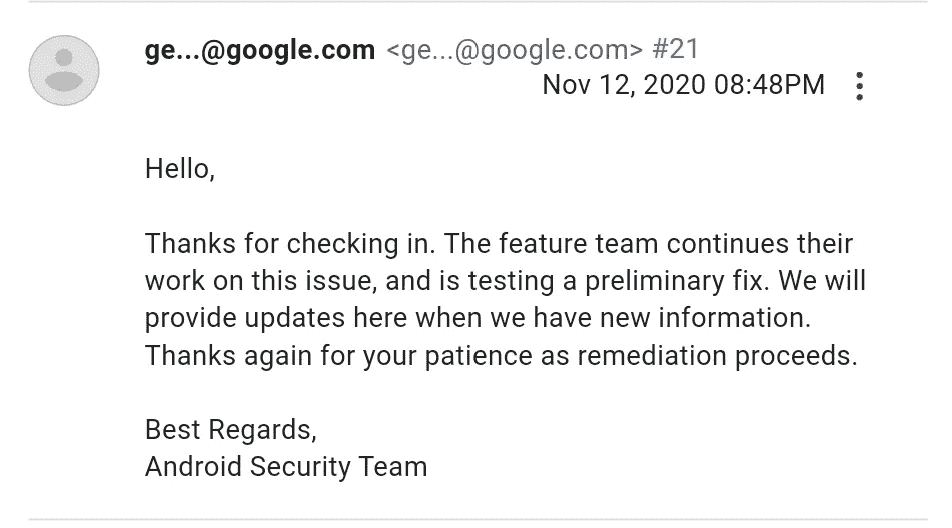 ge...@google.com <ge...@google.com> #21
Nov 12, 2020 08:48PM
Hello,
Thanks for checking in. The feature team continues their
work on this issue, and is testing a preliminary fix. We will
provide updates here when we have new information.
Thanks again for your patience as remediation proceeds.
Best Regards,
Android Security Team